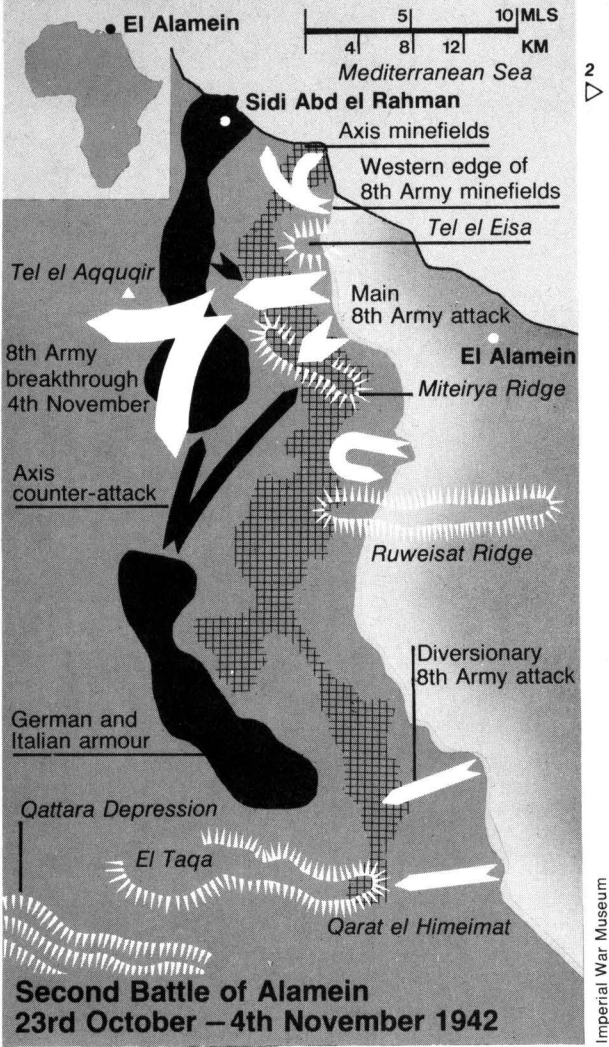 El Alamein
5 10 MLS
4 8 12 KM
Mediterranean Sea
2
Sidi Abd el Rahman
Axis minefields
Western edge of
8th Army minefields
Tel el Eisa
Tel el Aqquqir
Main
8th Army attack
El Alamein
8th Army
breakthrough
4th November
Miteirya Ridge
Axis
counter-attack
Ruweisat Ridge
Diversionary
8th Army attack
German and
Italian armour
Qattara Depression
El Taqa
Qarat el Himeimat
Second Battle of Alamein
23rd October – 4th November 1942
Imperial War Museum